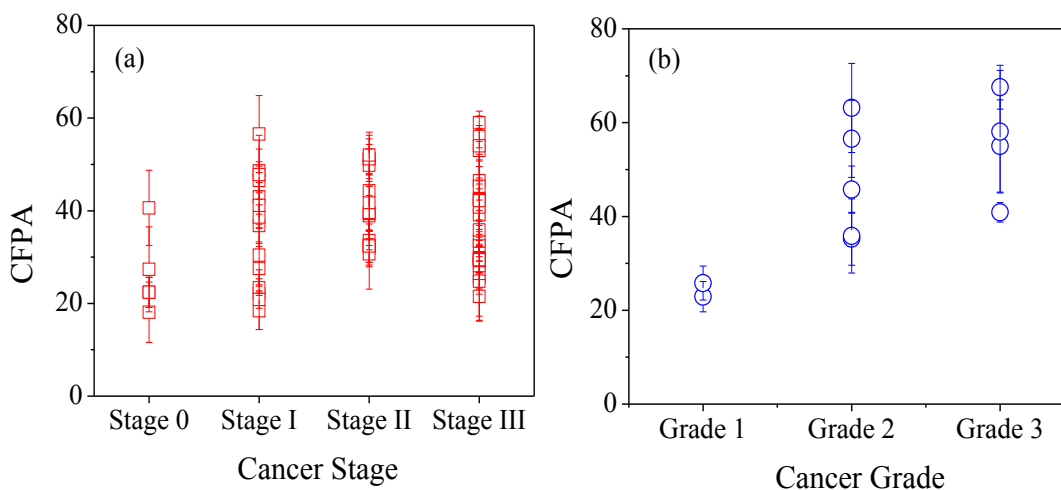 (a)
80
60
40
20
0
CFPA
Stage 0 Stage I Stage II Stage III
Cancer Stage
(b)
80
60
40
20
0
CFPA
Grade 1 Grade 2 Grade 3
Cancer Grade